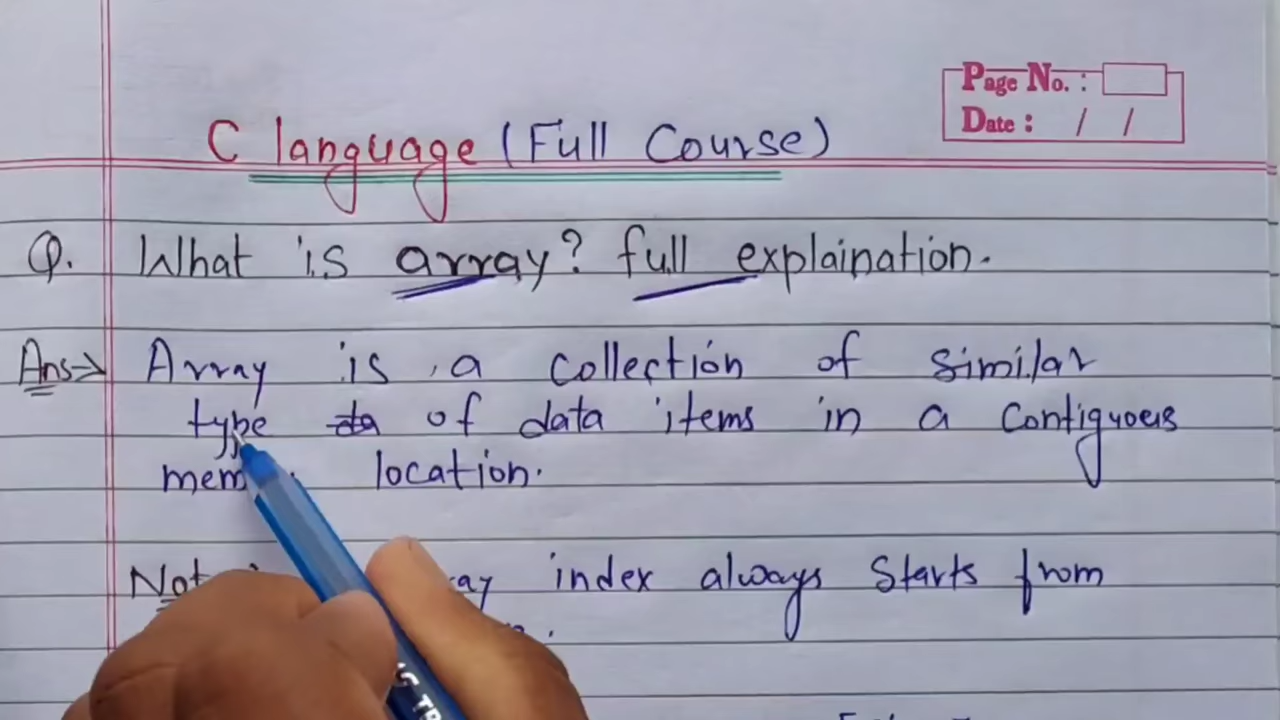 Page No. :
Date : / /
C language (Full Course)
Q. What is array? full explaination.
Ans-> Array is a collection of similar
type da of data items in a Contiguous
location.
index always starts from